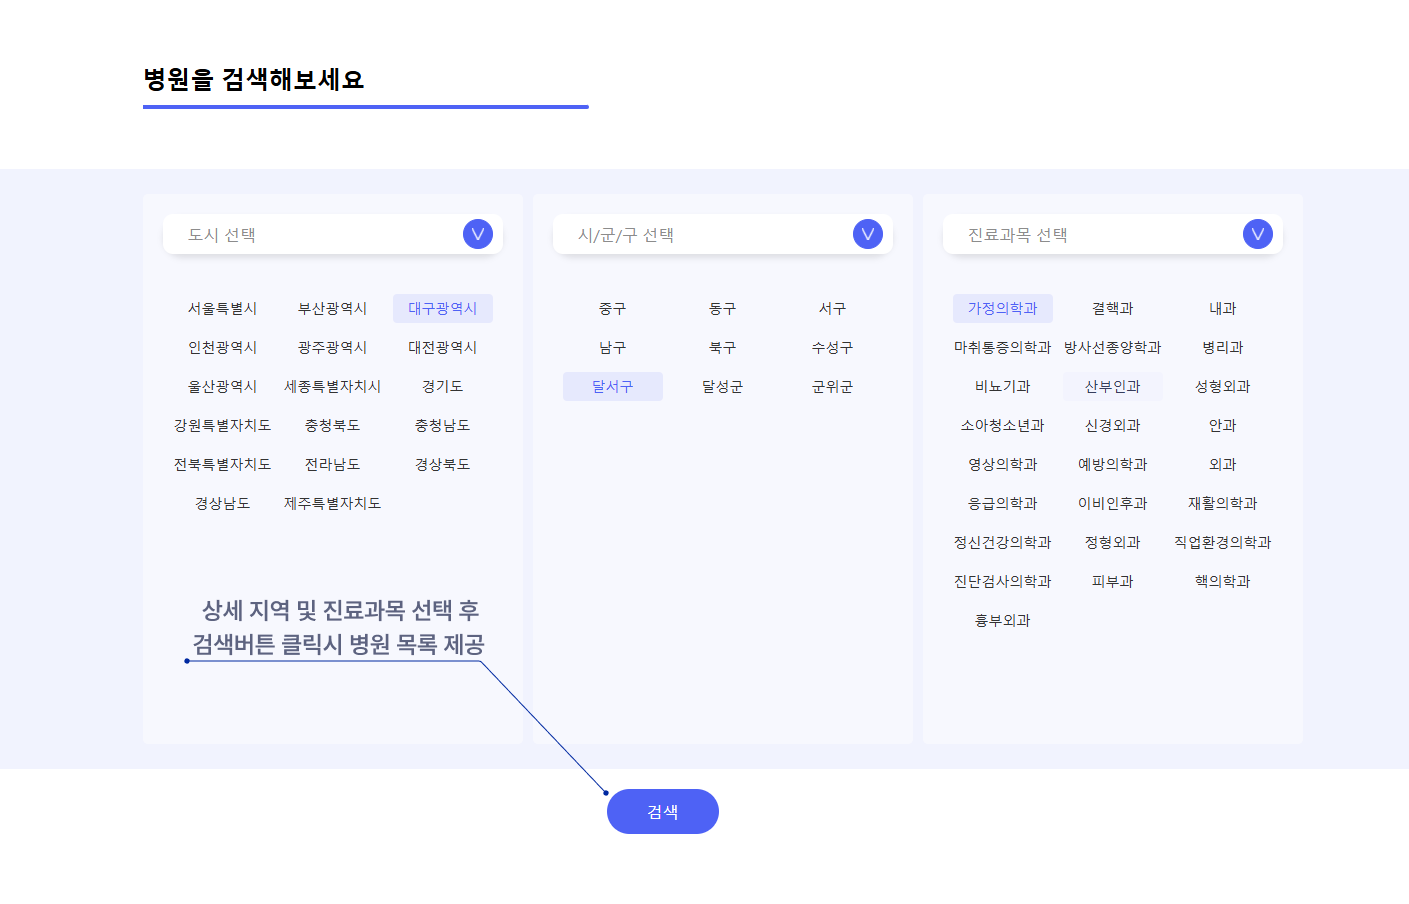 병원을 검색해보세요
도시 선택 V
시/군/구 선택 V
진료과목 선택 V
서울특별시 부산광역시 대구광역시
인천광역시 광주광역시 대전광역시
울산광역시 세종특별자치시 경기도
강원특별자치도 충청북도 충청남도
전북특별자치도 전라남도 경상북도
경상남도 제주특별자치도
중구 동구 서구
남구 북구 수성구
달서구 달성군 군위군
가정의학과 결핵과 내과
마취통증의학과 방사선종양학과 병리과
비뇨기과 산부인과 성형외과
소아청소년과 신경외과 안과
영상의학과 예방의학과 외과
응급의학과 이비인후과 재활의학과
정신건강의학과 정형외과 직업환경의학과
진단검사의학과 피부과 핵의학과
흉부외과
상세 지역 및 진료과목 선택 후
검색버튼 클릭시 병원 목록 제공
검색